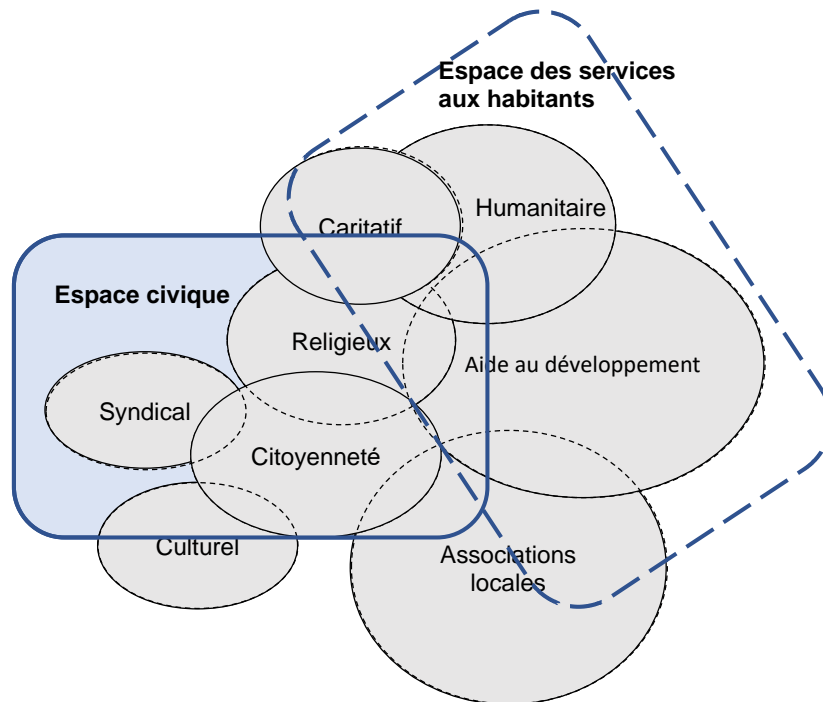 Espace des services
aux habitants
Humanitaire
Caritatif
Espace civique
Religieux
Aide au développement
Syndical
Citoyenneté
Culturel
Associations
locales